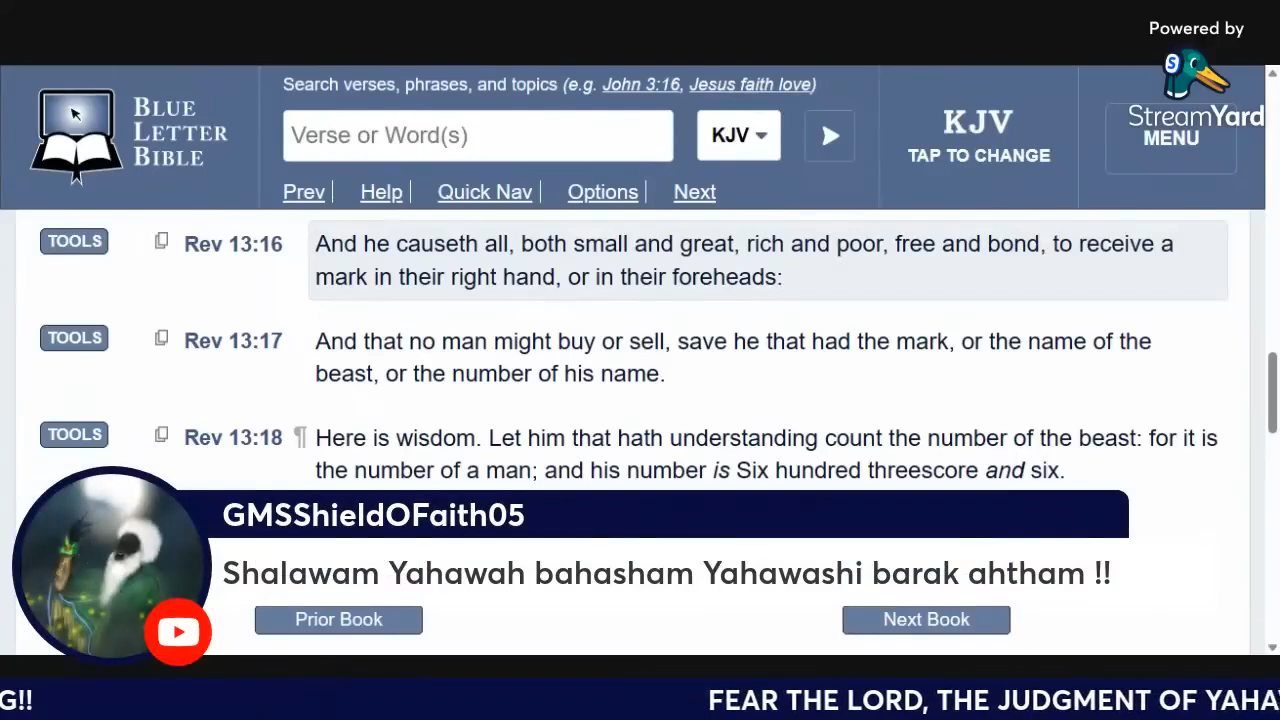 Powered by
StreamYard
BLUE
LETTER
BIBLE
Search verses, phrases, and topics (e.g. John 3:16, Jesus faith love)
Verse or Word(s)
KJV
KJV
TAP TO CHANGE
MENU
Prev
Help
Quick Nav
Options
Next
TOOLS
Rev 13:16
And he causeth all, both small and great, rich and poor, free and bond, to receive a
mark in their right hand, or in their foreheads:
TOOLS
Rev 13:17
And that no man might buy or sell, save he that had the mark, or the name of the
beast, or the number of his name.
TOOLS
Rev 13:18
¶ Here is wisdom. Let him that hath understanding count the number of the beast: for it is
the number of a man; and his number is Six hundred threescore and six.
GMSShieldOFaith05
Shalawam Yahawah bahasham Yahawashi barak ahtham !!
Prior Book
Next Book
G!!
FEAR THE LORD, THE JUDGMENT OF YAHA